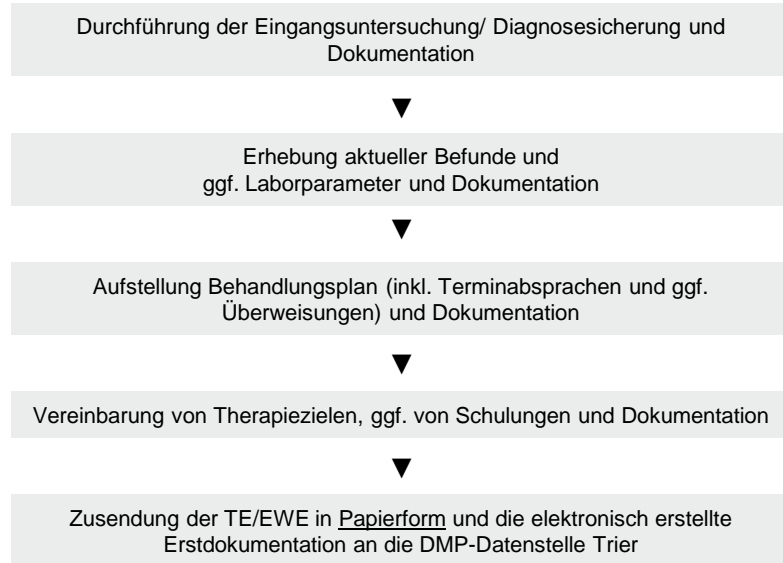 Durchführung der Eingangsuntersuchung/ Diagnosesicherung und
Dokumentation
Erhebung aktueller Befunde und
ggf. Laborparameter und Dokumentation
Aufstellung Behandlungsplan (inkl. Terminabsprachen und ggf.
Überweisungen) und Dokumentation
Vereinbarung von Therapiezielen, ggf. von Schulungen und Dokumentation
Zusendung der TE/EWE in Papierform und die elektronisch erstellte
Erstdokumentation an die DMP-Datenstelle Trier